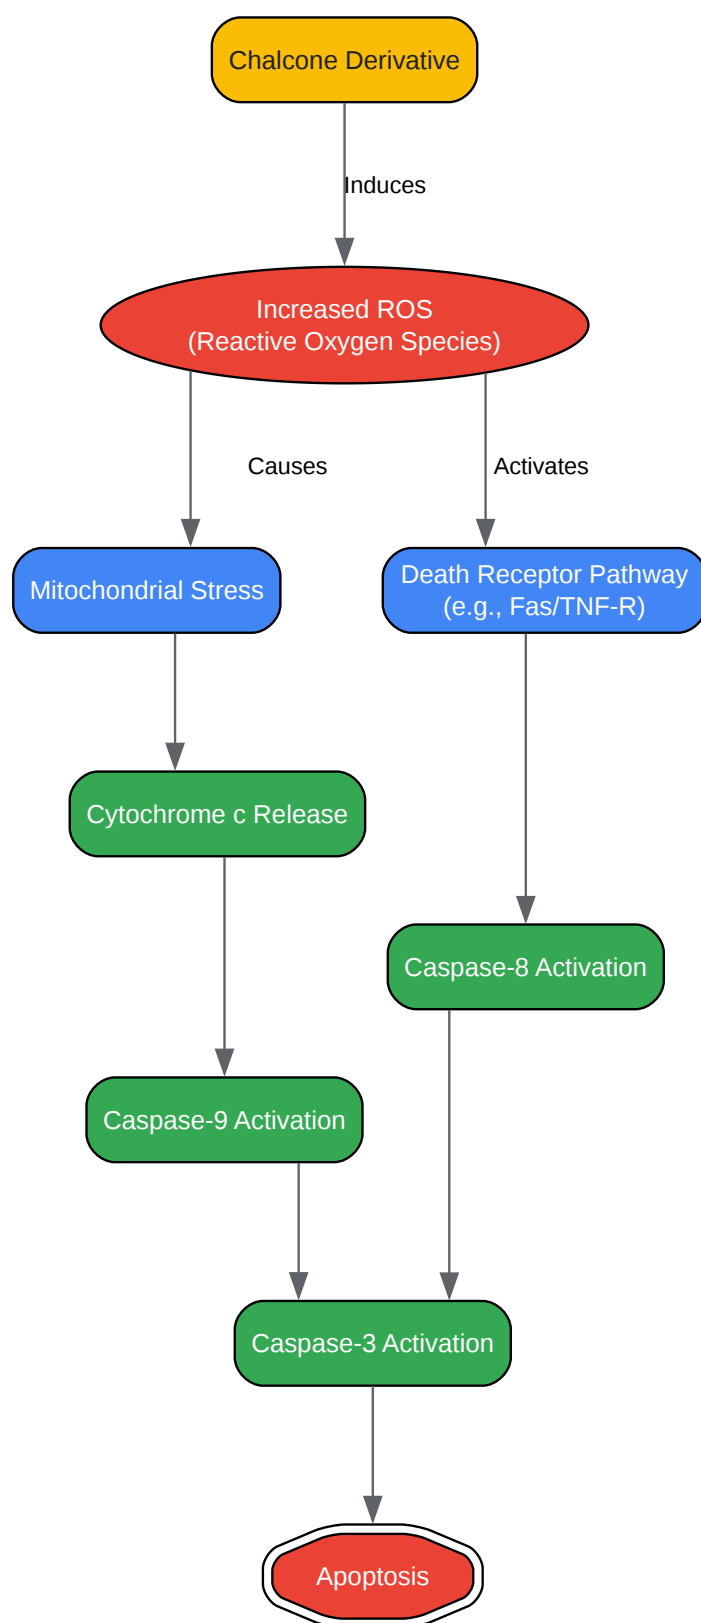 Chalcone Derivative
Induces
Increased ROS
(Reactive Oxygen Species)
Causes
Activates
Mitochondrial Stress
Death Receptor Pathway
(e.g., Fas/TNF-R)
Cytochrome c Release
Caspase-8 Activation
Caspase-9 Activation
Caspase-3 Activation
Apoptosis